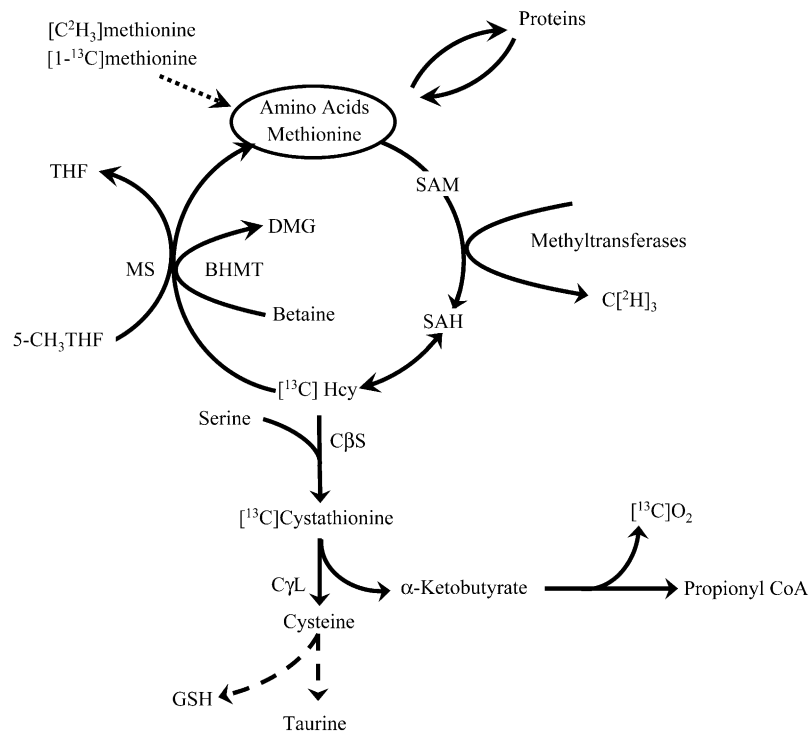 [C²H₃]methionine
[1-¹³C]methionine
Proteins
Amino Acids
Methionine
THF
SAM
DMG
Methyltransferases
MS
BHMT
C[²H]₃
Betaine
SAH
5-CH₃THF
[¹³C] Hcy
Serine
CβS
[¹³C]Cystathionine
[¹³C]O₂
CγL
α-Ketobutyrate
Propionyl CoA
Cysteine
GSH
Taurine